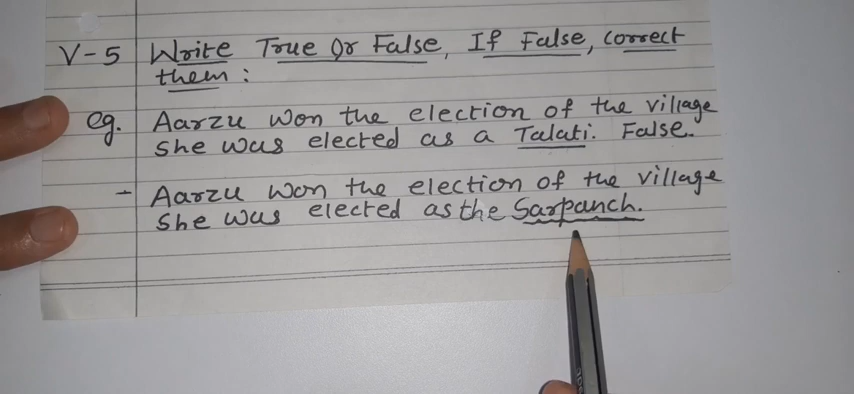 V-5 Write True Or False, If False, correct
them :
eg. Aarzu won the election of the village
She was elected as a Talati. False.
- Aarzu won the election of the village
She was elected as the Sarpanch.